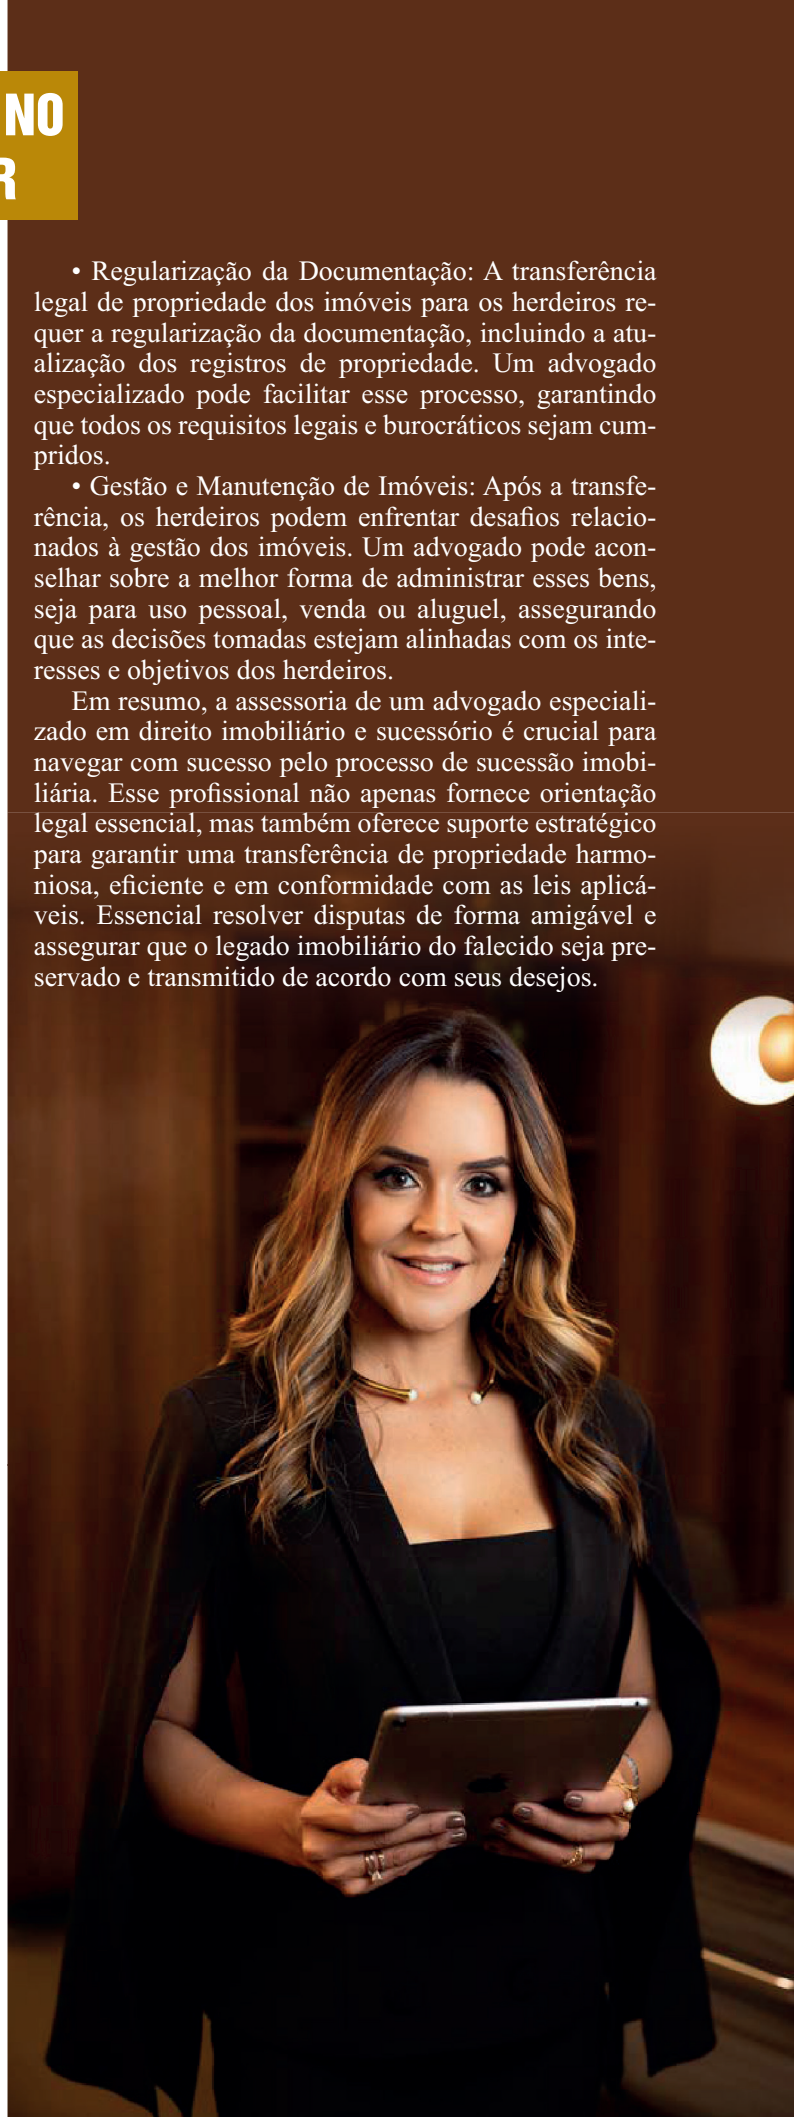 NO
R
• Regularização da Documentação: A transferência
legal de propriedade dos imóveis para os herdeiros re-
quer a regularização da documentação, incluindo a atu-
alização dos registros de propriedade. Um advogado
especializado pode facilitar esse processo, garantindo
que todos os requisitos legais e burocráticos sejam cum-
pridos.
• Gestão e Manutenção de Imóveis: Após a transfe-
rência, os herdeiros podem enfrentar desafios relacio-
nados à gestão dos imóveis. Um advogado pode acon-
selhar sobre a melhor forma de administrar esses bens,
seja para uso pessoal, venda ou aluguel, assegurando
que as decisões tomadas estejam alinhadas com os inte-
resses e objetivos dos herdeiros.
Em resumo, a assessoria de um advogado especiali-
zado em direito imobiliário e sucessório é crucial para
navegar com sucesso pelo processo de sucessão imobi-
liária. Esse profissional não apenas fornece orientação
legal essencial, mas também oferece suporte estratégico
para garantir uma transferência de propriedade harmo-
niosa, eficiente e em conformidade com as leis aplicá-
veis. Essencial resolver disputas de forma amigável e
assegurar que o legado imobiliário do falecido seja pre-
servado e transmitido de acordo com seus desejos.